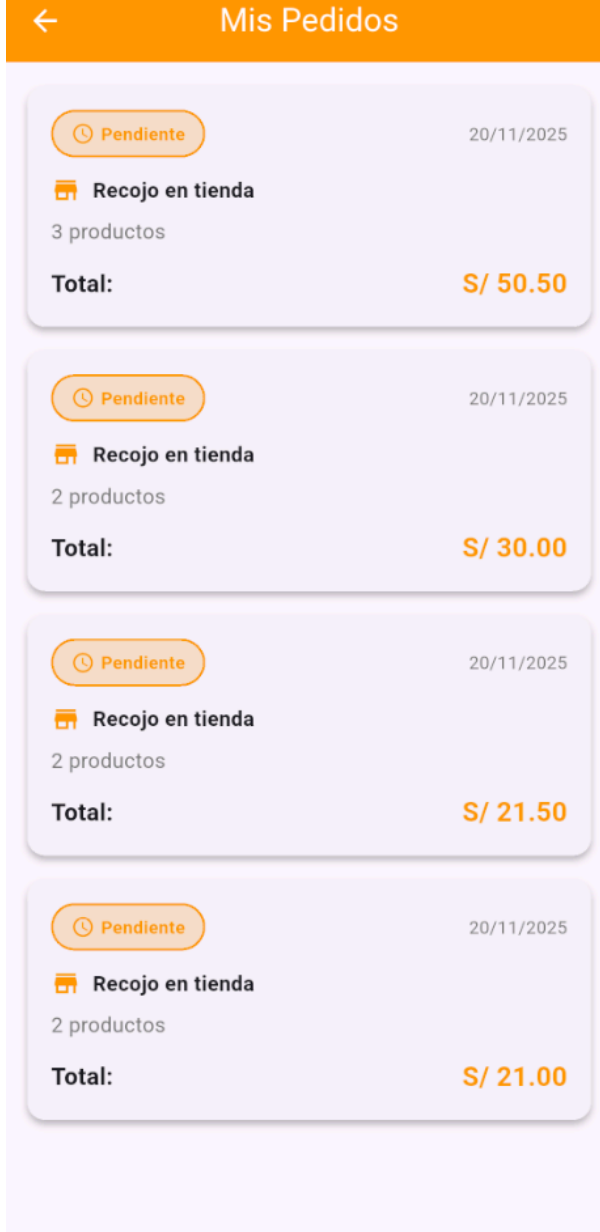 Mis Pedidos
Pendiente 20/11/2025
Recojo en tienda
3 productos
Total: S/ 50.50
Pendiente 20/11/2025
Recojo en tienda
2 productos
Total: S/ 30.00
Pendiente 20/11/2025
Recojo en tienda
2 productos
Total: S/ 21.50
Pendiente 20/11/2025
Recojo en tienda
2 productos
Total: S/ 21.00